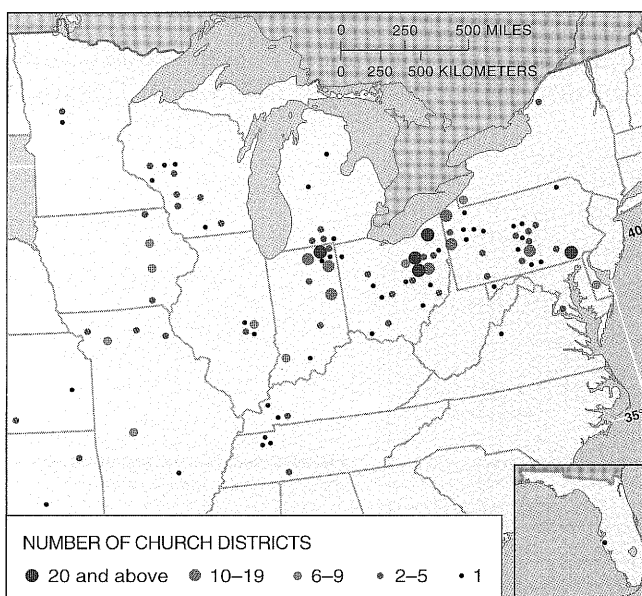 0 250 500 MILES
0 250 500 KILOMETERS
40
35
NUMBER OF CHURCH DISTRICTS
20 and above 10–19 6–9 2–5 1